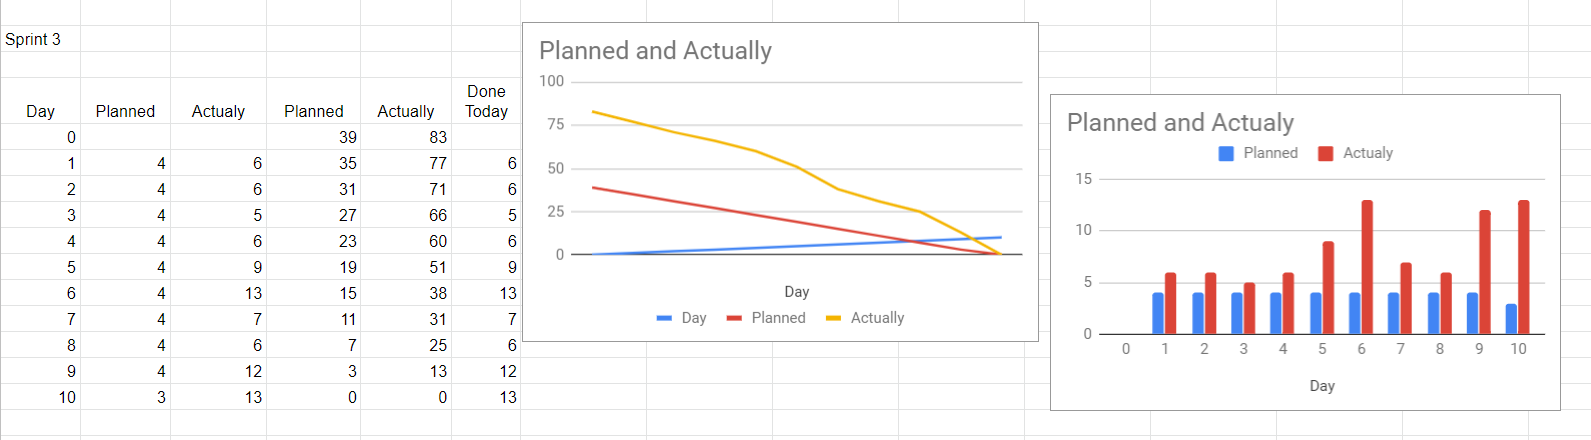 Sprint 3
Day Planned Actualy Planned Actually Done Today
0 39 83
1 4 6 35 77 6
2 4 6 31 71 6
3 4 5 27 66 5
4 4 6 23 60 6
5 4 9 19 51 9
6 4 13 15 38 13
7 4 7 11 31 7
8 4 6 7 25 6
9 4 12 3 13 12
10 3 13 0 0 13
Planned and Actually
100
75
50
25
0
Day
Day Planned Actually
Planned and Actualy
Planned Actualy
15
10
5
0
0 1 2 3 4 5 6 7 8 9 10
Day